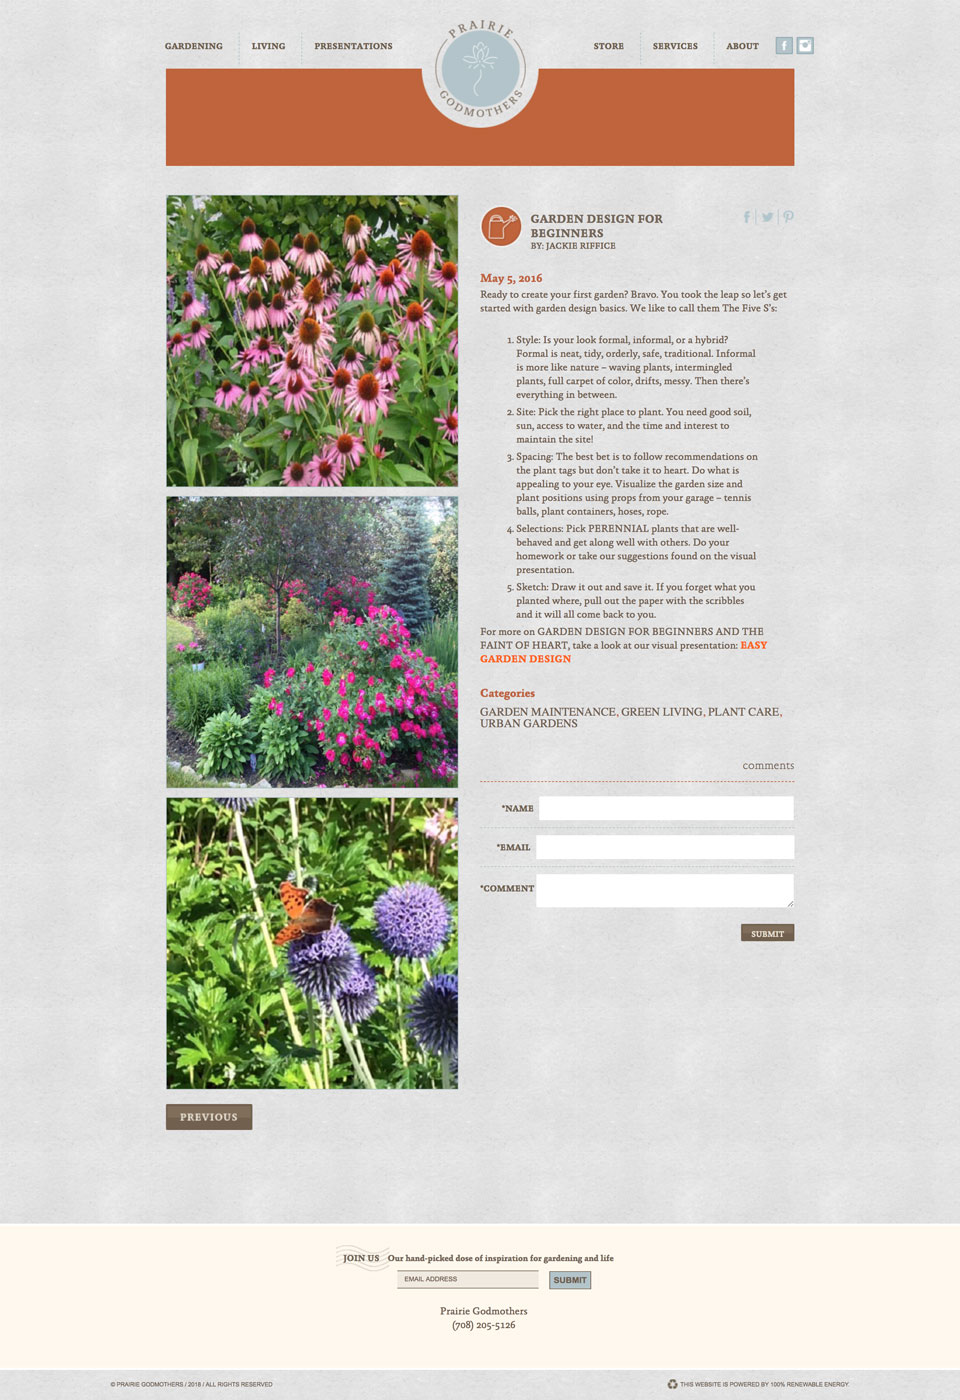 GARDENING
LIVING
PRESENTATIONS
PRAIRIE
GODMOTHERS
STORE
SERVICES
ABOUT
GARDEN DESIGN FOR
BEGINNERS
BY: JACKIE RIFFICE
May 5, 2016
Ready to create your first garden? Bravo. You took the leap so let's get
started with garden design basics. We like to call them The Five S's:
1. Style: Is your look formal, informal, or a hybrid?
Formal is neat, tidy, orderly, safe, traditional. Informal
is more like nature – waving plants, intermingled
plants, full carpet of color, drifts, messy. Then there's
everything in between.
2. Site: Pick the right place to plant. You need good soil,
sun, access to water, and the time and interest to
maintain the site!
3. Spacing: The best bet is to follow recommendations on
the plant tags but don't take it to heart. Do what is
appealing to your eye. Visualize the garden size and
plant positions using props from your garage – tennis
balls, plant containers, hoses, rope.
4. Selections: Pick PERENNIAL plants that are well-
behaved and get along well with others. Do your
homework or take our suggestions found on the visual
presentation.
5. Sketch: Draw it out and save it. If you forget what you
planted where, pull out the paper with the scribbles
and it will all come back to you.
For more on GARDEN DESIGN FOR BEGINNERS AND THE
FAINT OF HEART, take a look at our visual presentation: EASY
GARDEN DESIGN
Categories
GARDEN MAINTENANCE, GREEN LIVING, PLANT CARE,
URBAN GARDENS
comments
*NAME
*EMAIL
*COMMENT
SUBMIT
PREVIOUS
JOIN US Our hand-picked dose of inspiration for gardening and life
EMAIL ADDRESS
SUBMIT
Prairie Godmothers
(708) 205-5126
© PRAIRIE GODMOTHERS / 2018 / ALL RIGHTS RESERVED
THIS WEBSITE IS POWERED BY 100% RENEWABLE ENERGY.